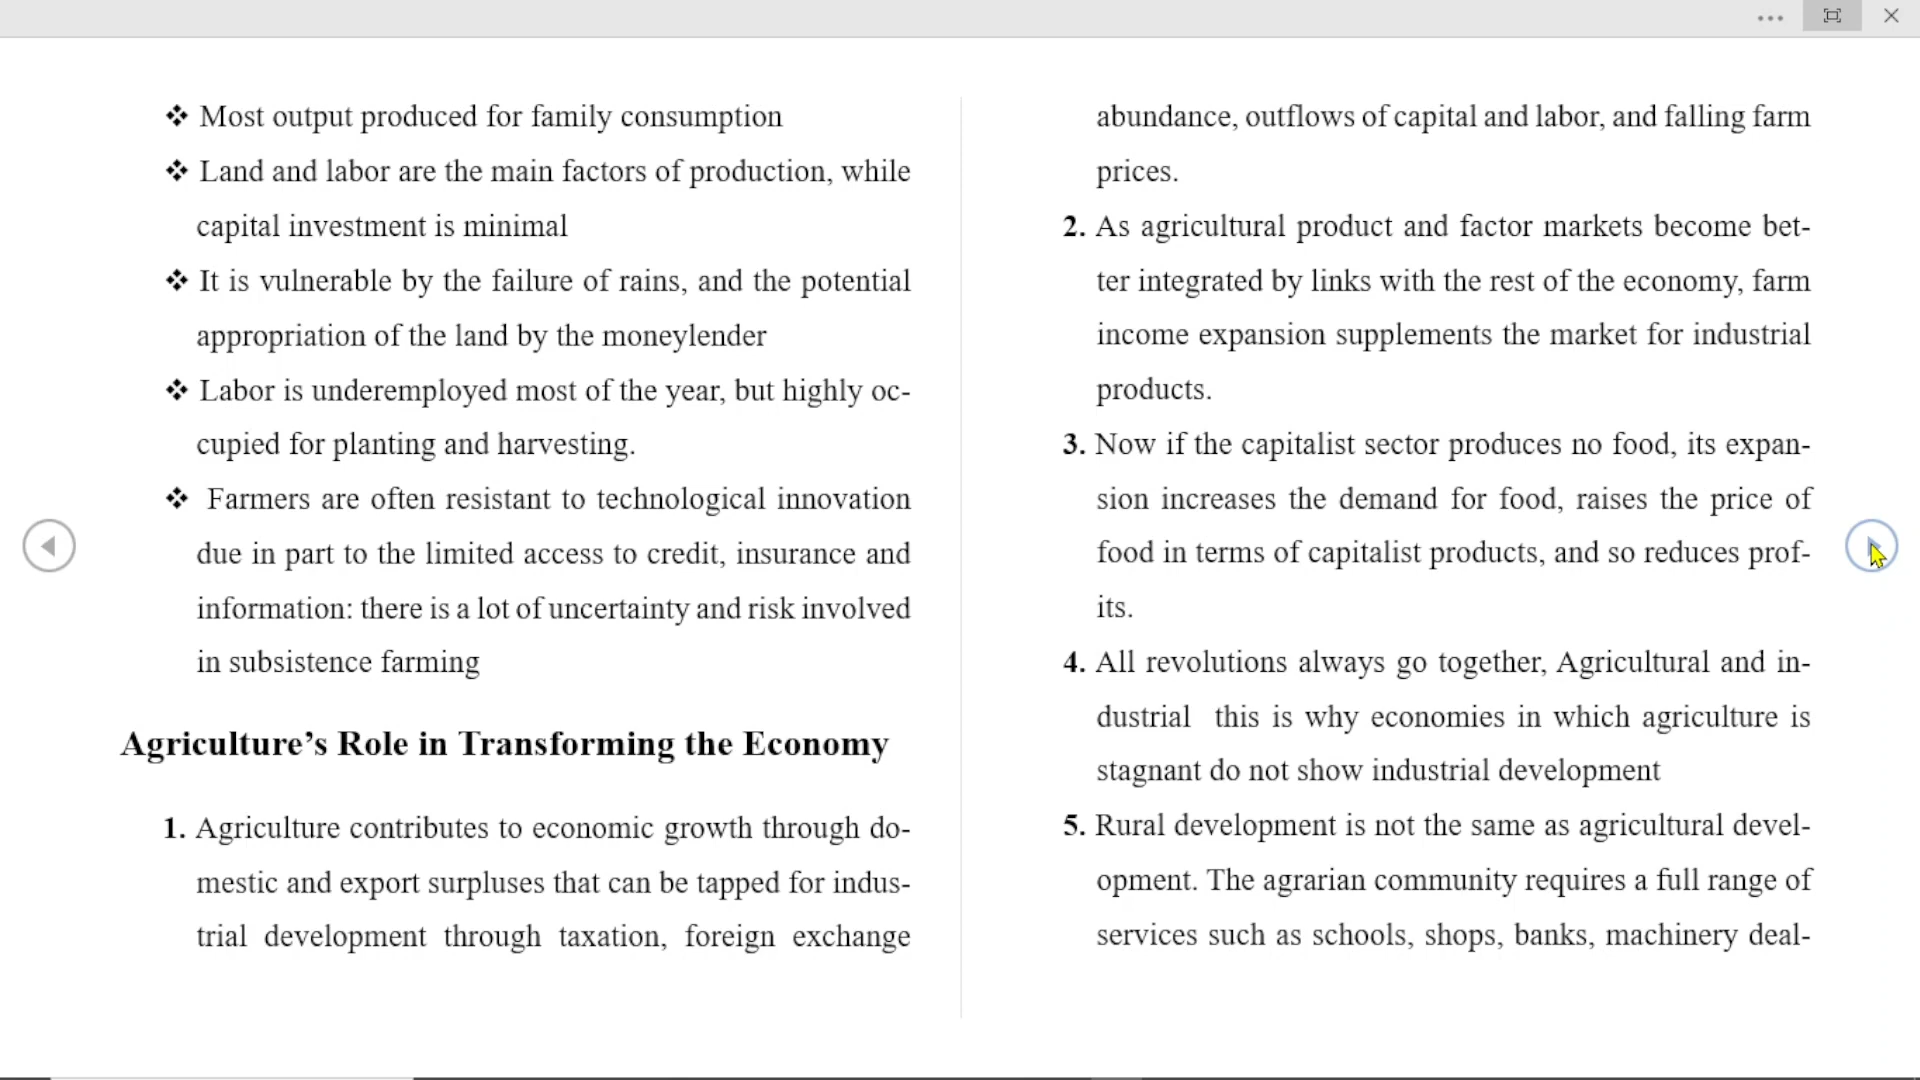 ❖ Most output produced for family consumption
❖ Land and labor are the main factors of production, while
capital investment is minimal
❖ It is vulnerable by the failure of rains, and the potential
appropriation of the land by the moneylender
❖ Labor is underemployed most of the year, but highly oc-
cupied for planting and harvesting.
❖ Farmers are often resistant to technological innovation
due in part to the limited access to credit, insurance and
information: there is a lot of uncertainty and risk involved
in subsistence farming
Agriculture’s Role in Transforming the Economy
1. Agriculture contributes to economic growth through do-
mestic and export surpluses that can be tapped for indus-
trial development through taxation, foreign exchange
abundance, outflows of capital and labor, and falling farm
prices.
2. As agricultural product and factor markets become bet-
ter integrated by links with the rest of the economy, farm
income expansion supplements the market for industrial
products.
3. Now if the capitalist sector produces no food, its expan-
sion increases the demand for food, raises the price of
food in terms of capitalist products, and so reduces prof-
its.
4. All revolutions always go together, Agricultural and in-
dustrial this is why economies in which agriculture is
stagnant do not show industrial development
5. Rural development is not the same as agricultural devel-
opment. The agrarian community requires a full range of
services such as schools, shops, banks, machinery deal-